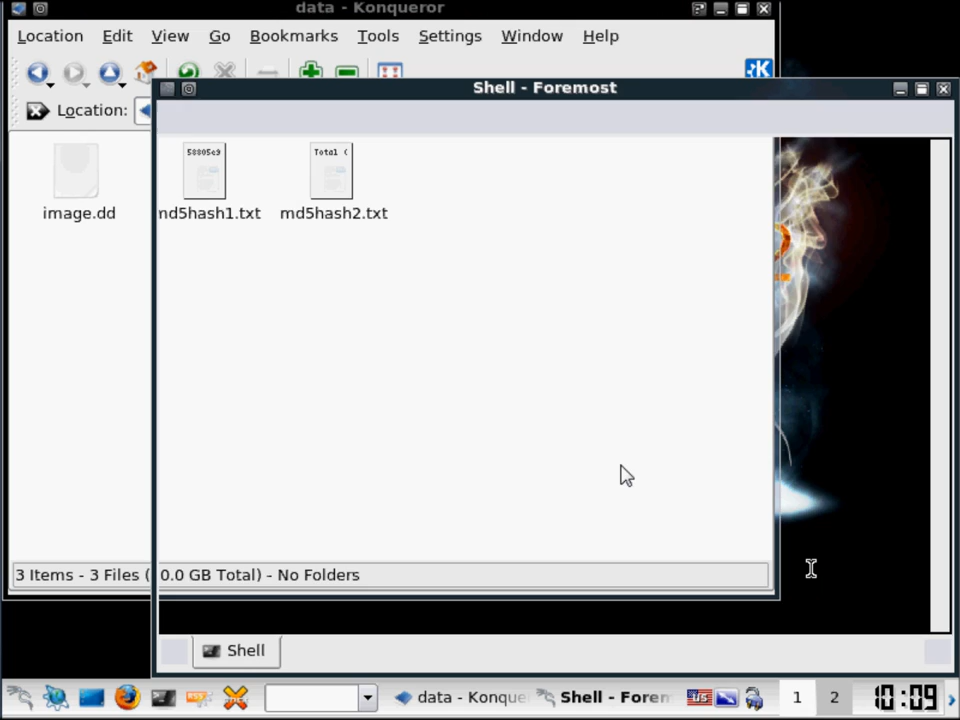 data - Konqueror
Location Edit View Go Bookmarks Tools Settings Window Help
Shell - Foremost
Location:
58805c9
Total (
image.dd
md5hash1.txt
md5hash2.txt
3 Items - 3 Files (
0.0 GB Total) - No Folders
Shell
data - Konque
Shell - Forem
1
2
10:09